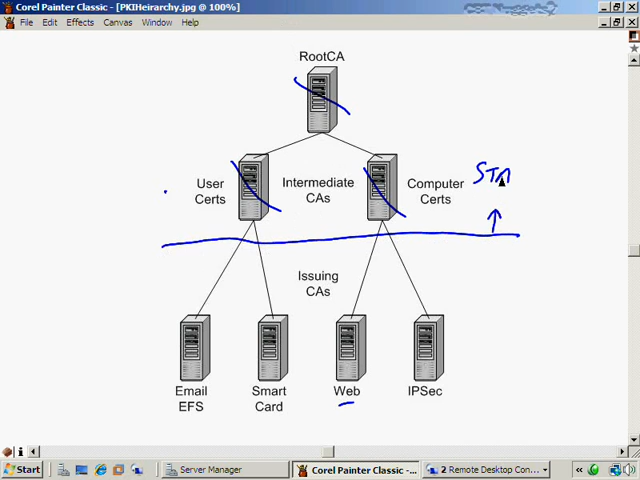 Corel Painter Classic - [PKIHeirarchy.jpg @ 100%]
File Edit Effects Canvas Window Help
RootCA
User
Certs
Intermediate
CAs
Computer
Certs
Issuing
CAs
Email
EFS
Smart
Card
Web
IPSec
Start
Server Manager
Corel Painter Classic -...
2 Remote Desktop Con...